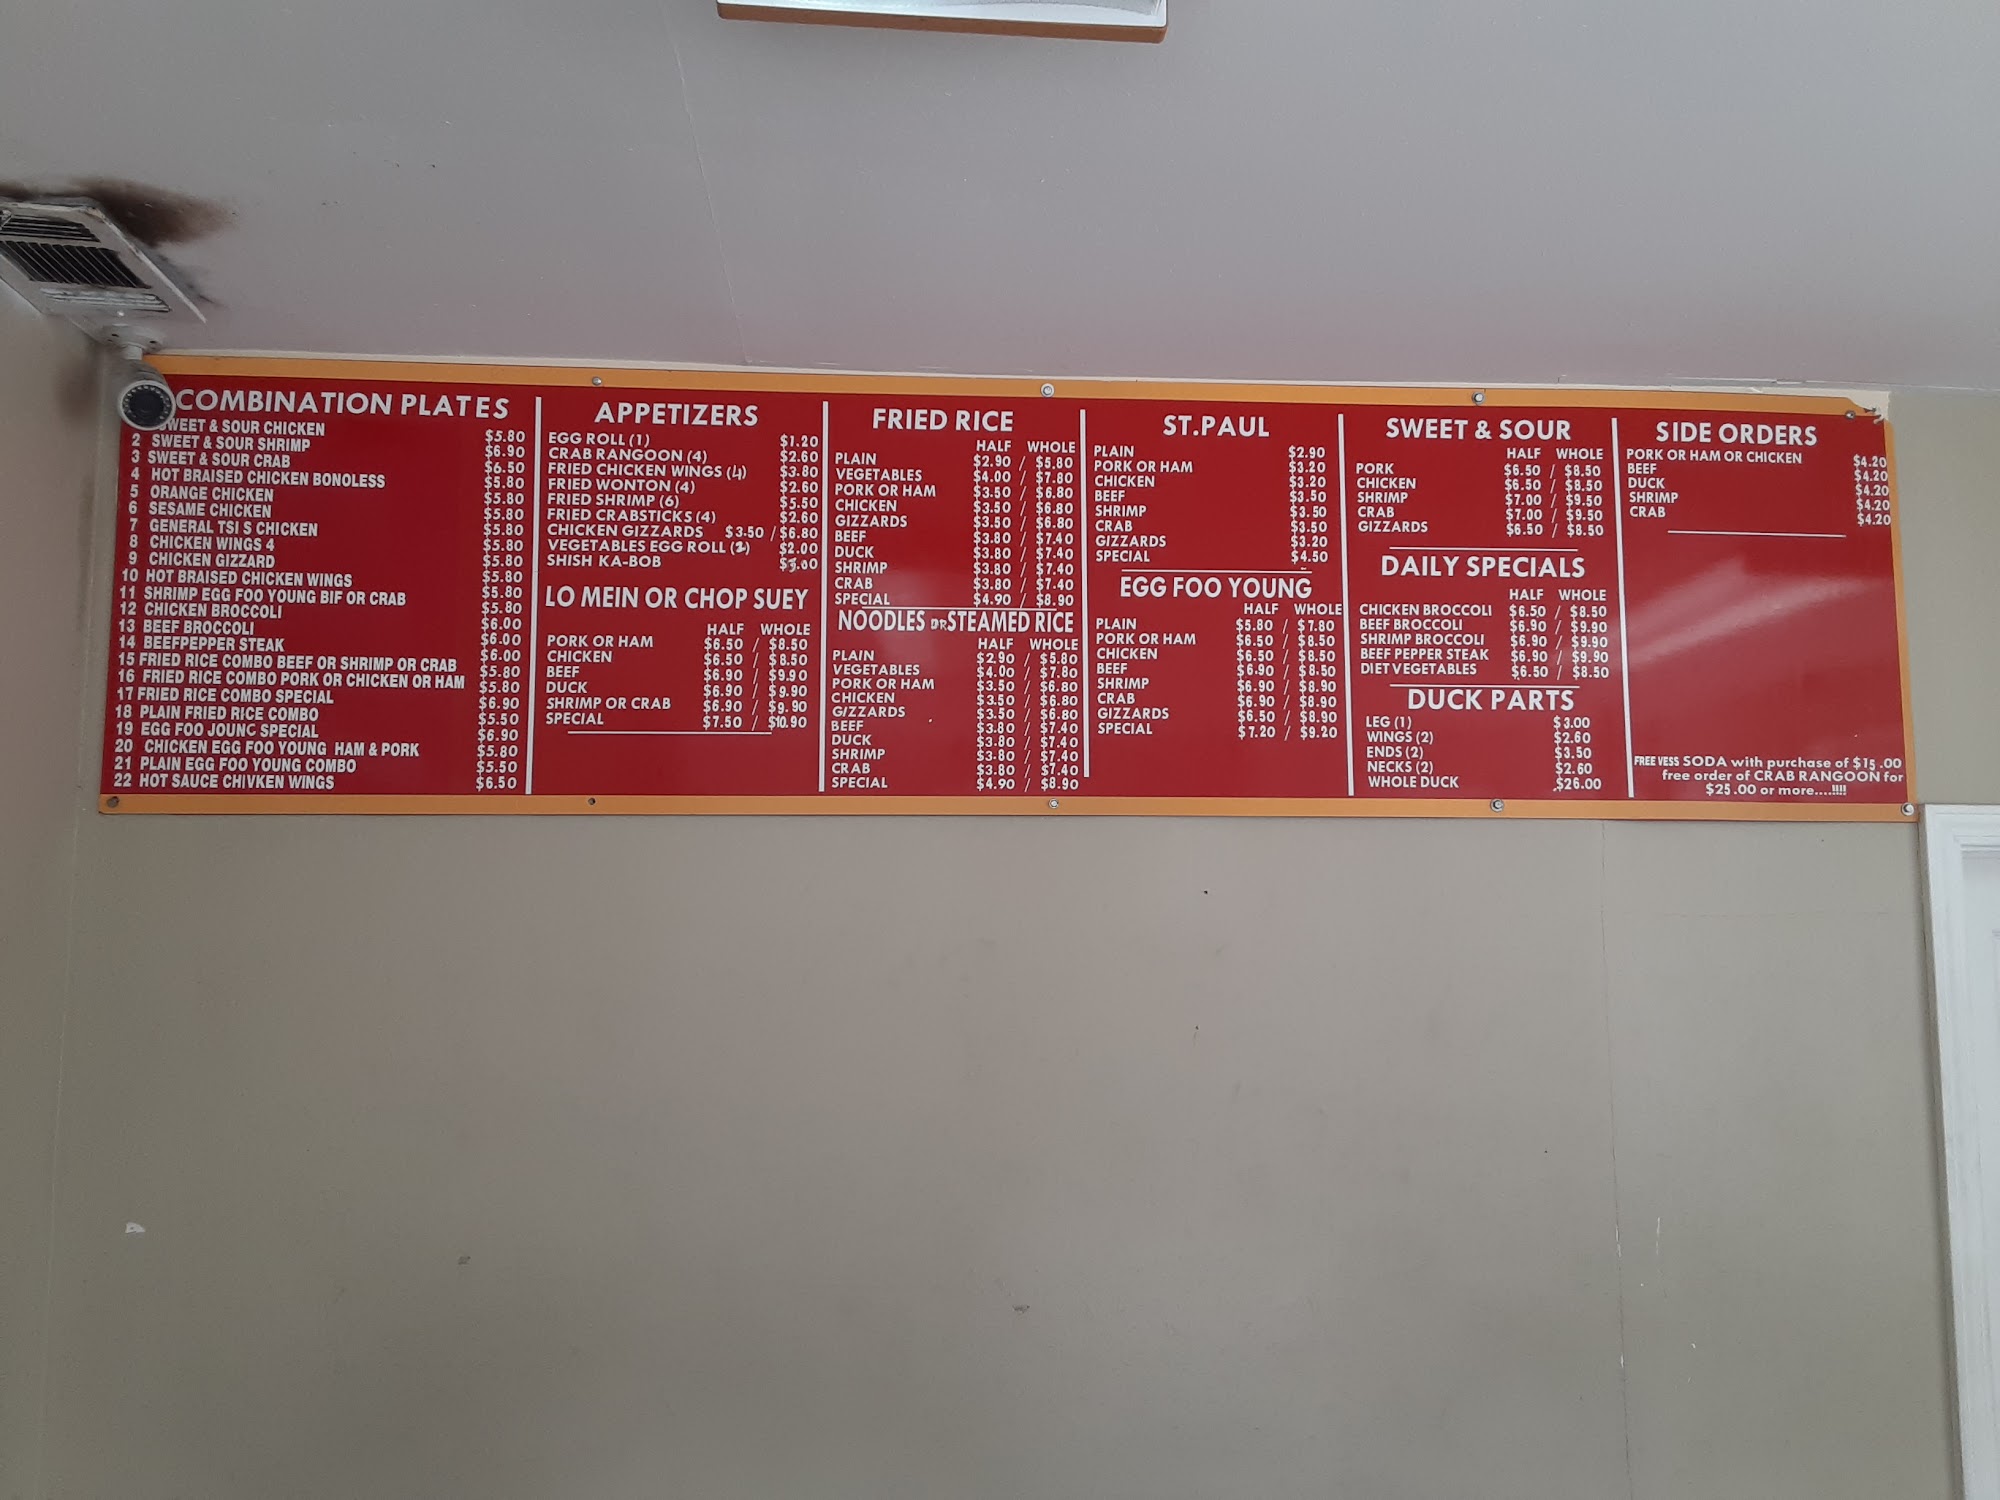 COMBINATION PLATES
SWEET & SOUR CHICKEN $5.80
2 SWEET & SOUR SHRIMP $6.90
3 SWEET & SOUR CRAB $6.50
4 HOT BRAISED CHICKEN BONOLESS $5.80
5 ORANGE CHICKEN $5.80
6 SESAME CHICKEN $5.80
7 GENERAL TSI S CHICKEN $5.80
8 CHICKEN WINGS 4 $5.80
9 CHICKEN GIZZARD $5.80
10 HOT BRAISED CHICKEN WINGS $5.80
11 SHRIMP EGG FOO YOUNG BIF OR CRAB $5.80
12 CHICKEN BROCCOLI $6.00
13 BEEF BROCCOLI $6.00
14 BEEFPEPPER STEAK $6.00
15 FRIED RICE COMBO BEEF OR SHRIMP OR CRAB $5.80
16 FRIED RICE COMBO PORK OR CHICKEN OR HAM $5.80
17 FRIED RICE COMBO SPECIAL $6.90
18 PLAIN FRIED RICE COMBO $5.50
19 EGG FOO JOUNC SPECIAL $6.90
20 CHICKEN EGG FOO YOUNG HAM & PORK $5.80
21 PLAIN EGG FOO YOUNG COMBO $5.50
22 HOT SAUCE CHIVKEN WINGS $6.50
APPETIZERS
EGG ROLL (1) $1.20
CRAB RANGOON (4) $2.60
FRIED CHICKEN WINGS (4) $3.80
FRIED WONTON (4) $2.60
FRIED SHRIMP (6) $5.50
FRIED CRABSTICKS (4) $2.60
CHICKEN GIZZARDS $3.50 / $6.80
VEGETABLES EGG ROLL (2) $2.00
SHISH KA-BOB $3.00
LO MEIN OR CHOP SUEY
HALF WHOLE
PORK OR HAM $6.50 / $8.50
CHICKEN $6.50 / $8.50
BEEF $6.90 / $9.90
DUCK $6.90 / $9.90
SHRIMP OR CRAB $6.90 / $9.90
SPECIAL $7.50 / $10.90
FRIED RICE
HALF WHOLE
PLAIN $2.90 / $5.80
VEGETABLES $4.00 / $7.80
PORK OR HAM $3.50 / $6.80
CHICKEN $3.50 / $6.80
GIZZARDS $3.50 / $6.80
BEEF $3.80 / $7.40
DUCK $3.80 / $7.40
SHRIMP $3.80 / $7.40
CRAB $3.80 / $7.40
SPECIAL $4.90 / $8.90
NOODLES OR STEAMED RICE
HALF WHOLE
PLAIN $2.90 / $5.80
VEGETABLES $4.00 / $7.80
PORK OR HAM $3.50 / $6.80
CHICKEN $3.50 / $6.80
GIZZARDS $3.50 / $6.80
BEEF $3.80 / $7.40
DUCK $3.80 / $7.40
SHRIMP $3.80 / $7.40
CRAB $3.80 / $7.40
SPECIAL $4.90 / $8.90
ST.PAUL
PLAIN $2.90
PORK OR HAM $3.20
CHICKEN $3.20
BEEF $3.50
SHRIMP $3.50
CRAB $3.50
GIZZARDS $3.20
SPECIAL $4.50
EGG FOO YOUNG
HALF WHOLE
PLAIN $5.80 / $7.80
PORK OR HAM $6.50 / $8.50
CHICKEN $6.50 / $8.50
BEEF $6.90 / $8.50
SHRIMP $6.90 / $8.90
CRAB $6.90 / $8.90
GIZZARDS $6.50 / $8.90
SPECIAL $7.20 / $9.20
SWEET & SOUR
HALF WHOLE
PORK $6.50 / $8.50
CHICKEN $6.50 / $8.50
SHRIMP $7.00 / $9.50
CRAB $7.00 / $9.50
GIZZARDS $6.50 / $8.50
DAILY SPECIALS
HALF WHOLE
CHICKEN BROCCOLI $6.50 / $8.50
BEEF BROCCOLI $6.90 / $9.90
SHRIMP BROCCOLI $6.90 / $9.90
BEEF PEPPER STEAK $6.90 / $9.90
DIET VEGETABLES $6.50 / $8.50
DUCK PARTS
LEG (1) $3.00
WINGS (2) $2.60
ENDS (2) $3.50
NECKS (2) $2.60
WHOLE DUCK $26.00
SIDE ORDERS
PORK OR HAM OR CHICKEN $4.20
BEEF $4.20
DUCK $4.20
SHRIMP $4.20
CRAB $4.20
FREE VESS SODA with purchase of $15.00
free order of CRAB RANGOON for
$25.00 or more....!!!!